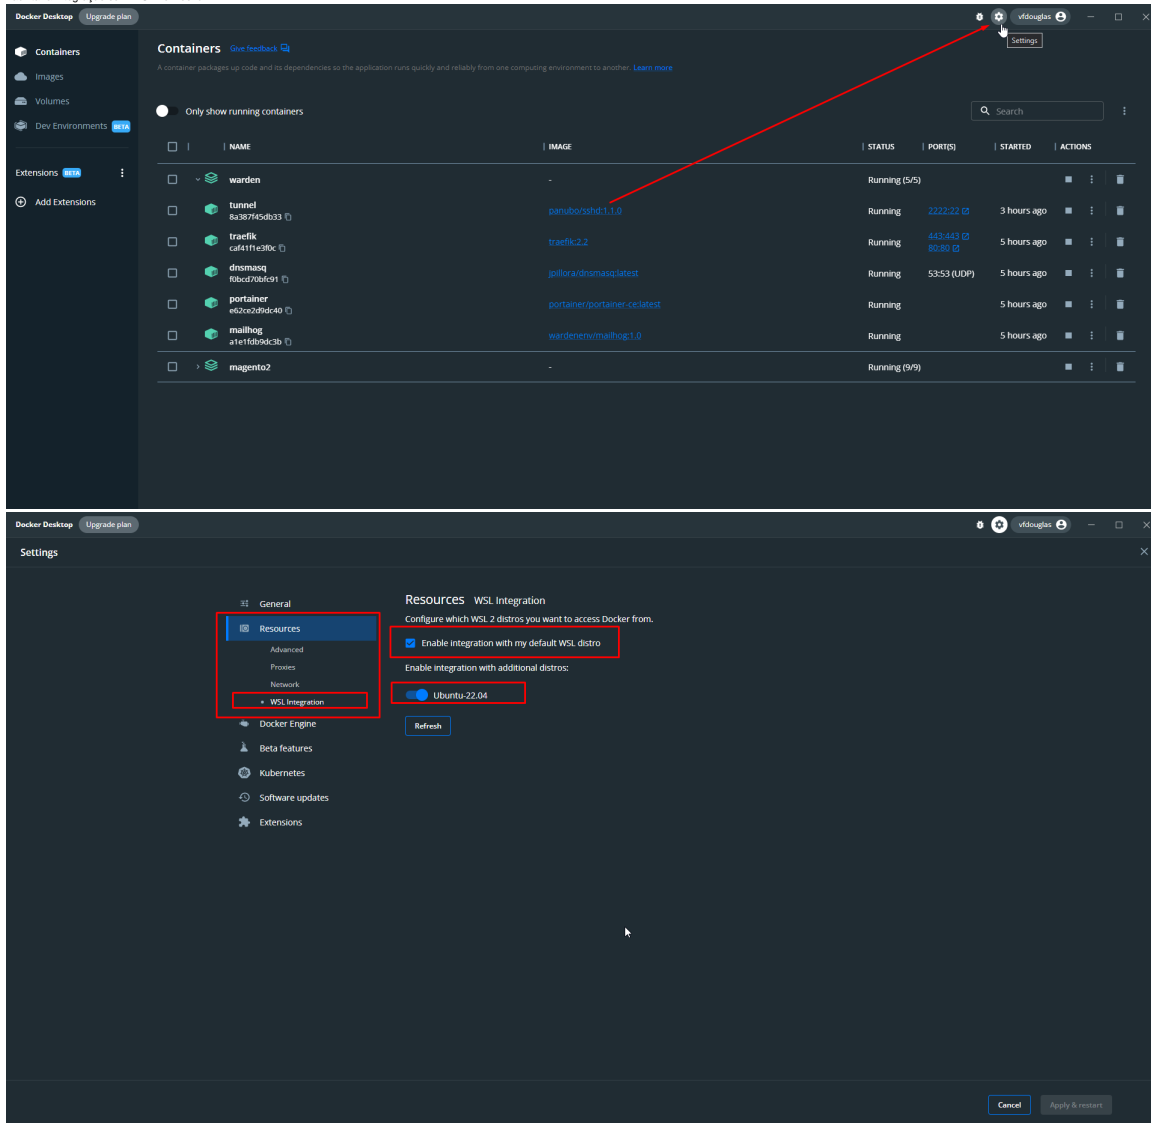 Docker Desktop Upgrade plan vfdouglas
Settings
Containers
Images
Volumes
Dev Environments BETA
Extensions BETA
Add Extensions
Containers Give feedback
A container packages up code and its dependencies so the application runs quickly and reliably from one computing environment to another. Learn more
Only show running containers
Search
NAME IMAGE STATUS PORT(S) STARTED ACTIONS
warden - Running (5/5)
tunnel
8a387f45db33 panubo/sshd:1.1.0 Running 2222:22 3 hours ago
traefik
caf41f1e3f0c traefik:2.2 Running 443:443 5 hours ago
80:80
dnsmasq
f0bcd70bfc91 jpillora/dnsmasq:latest Running 53:53 (UDP) 5 hours ago
portainer
e62ce2d9dc40 portainer/portainer-ce:latest Running 5 hours ago
mailhog
a1e1fdb9dc3b wardenenv/mailhog:1.0 Running 5 hours ago
magento2 - Running (9/9)
Docker Desktop Upgrade plan vfdouglas
Settings
General
Resources
Advanced
Proxies
Network
WSL Integration
Docker Engine
Beta features
Kubernetes
Software updates
Extensions
Resources WSL Integration
Configure which WSL 2 distros you want to access Docker from.
Enable integration with my default WSL distro
Enable integration with additional distros:
Ubuntu-22.04
Refresh
Cancel Apply & restart